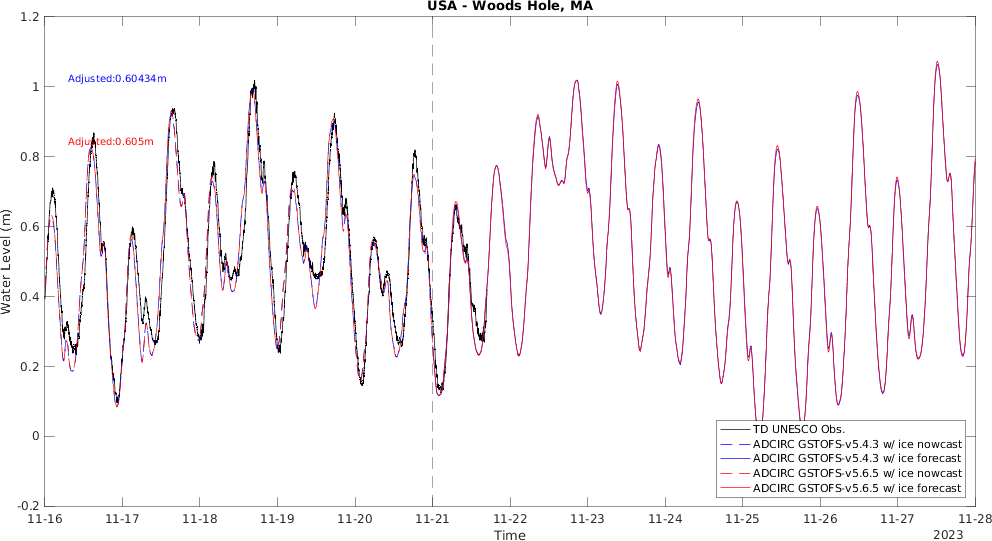 USA - Woods Hole, MA
1.2
1
0.8
0.6
0.4
0.2
0
-0.2
Water Level (m)
Adjusted:0.60434m
Adjusted:0.605m
TD UNESCO Obs.
ADCIRC GSTOFS-v5.4.3 w/ ice nowcast
ADCIRC GSTOFS-v5.4.3 w/ ice forecast
ADCIRC GSTOFS-v5.6.5 w/ ice nowcast
ADCIRC GSTOFS-v5.6.5 w/ ice forecast
11-16 11-17 11-18 11-19 11-20 11-21 11-22 11-23 11-24 11-25 11-26 11-27 11-28
Time
2023